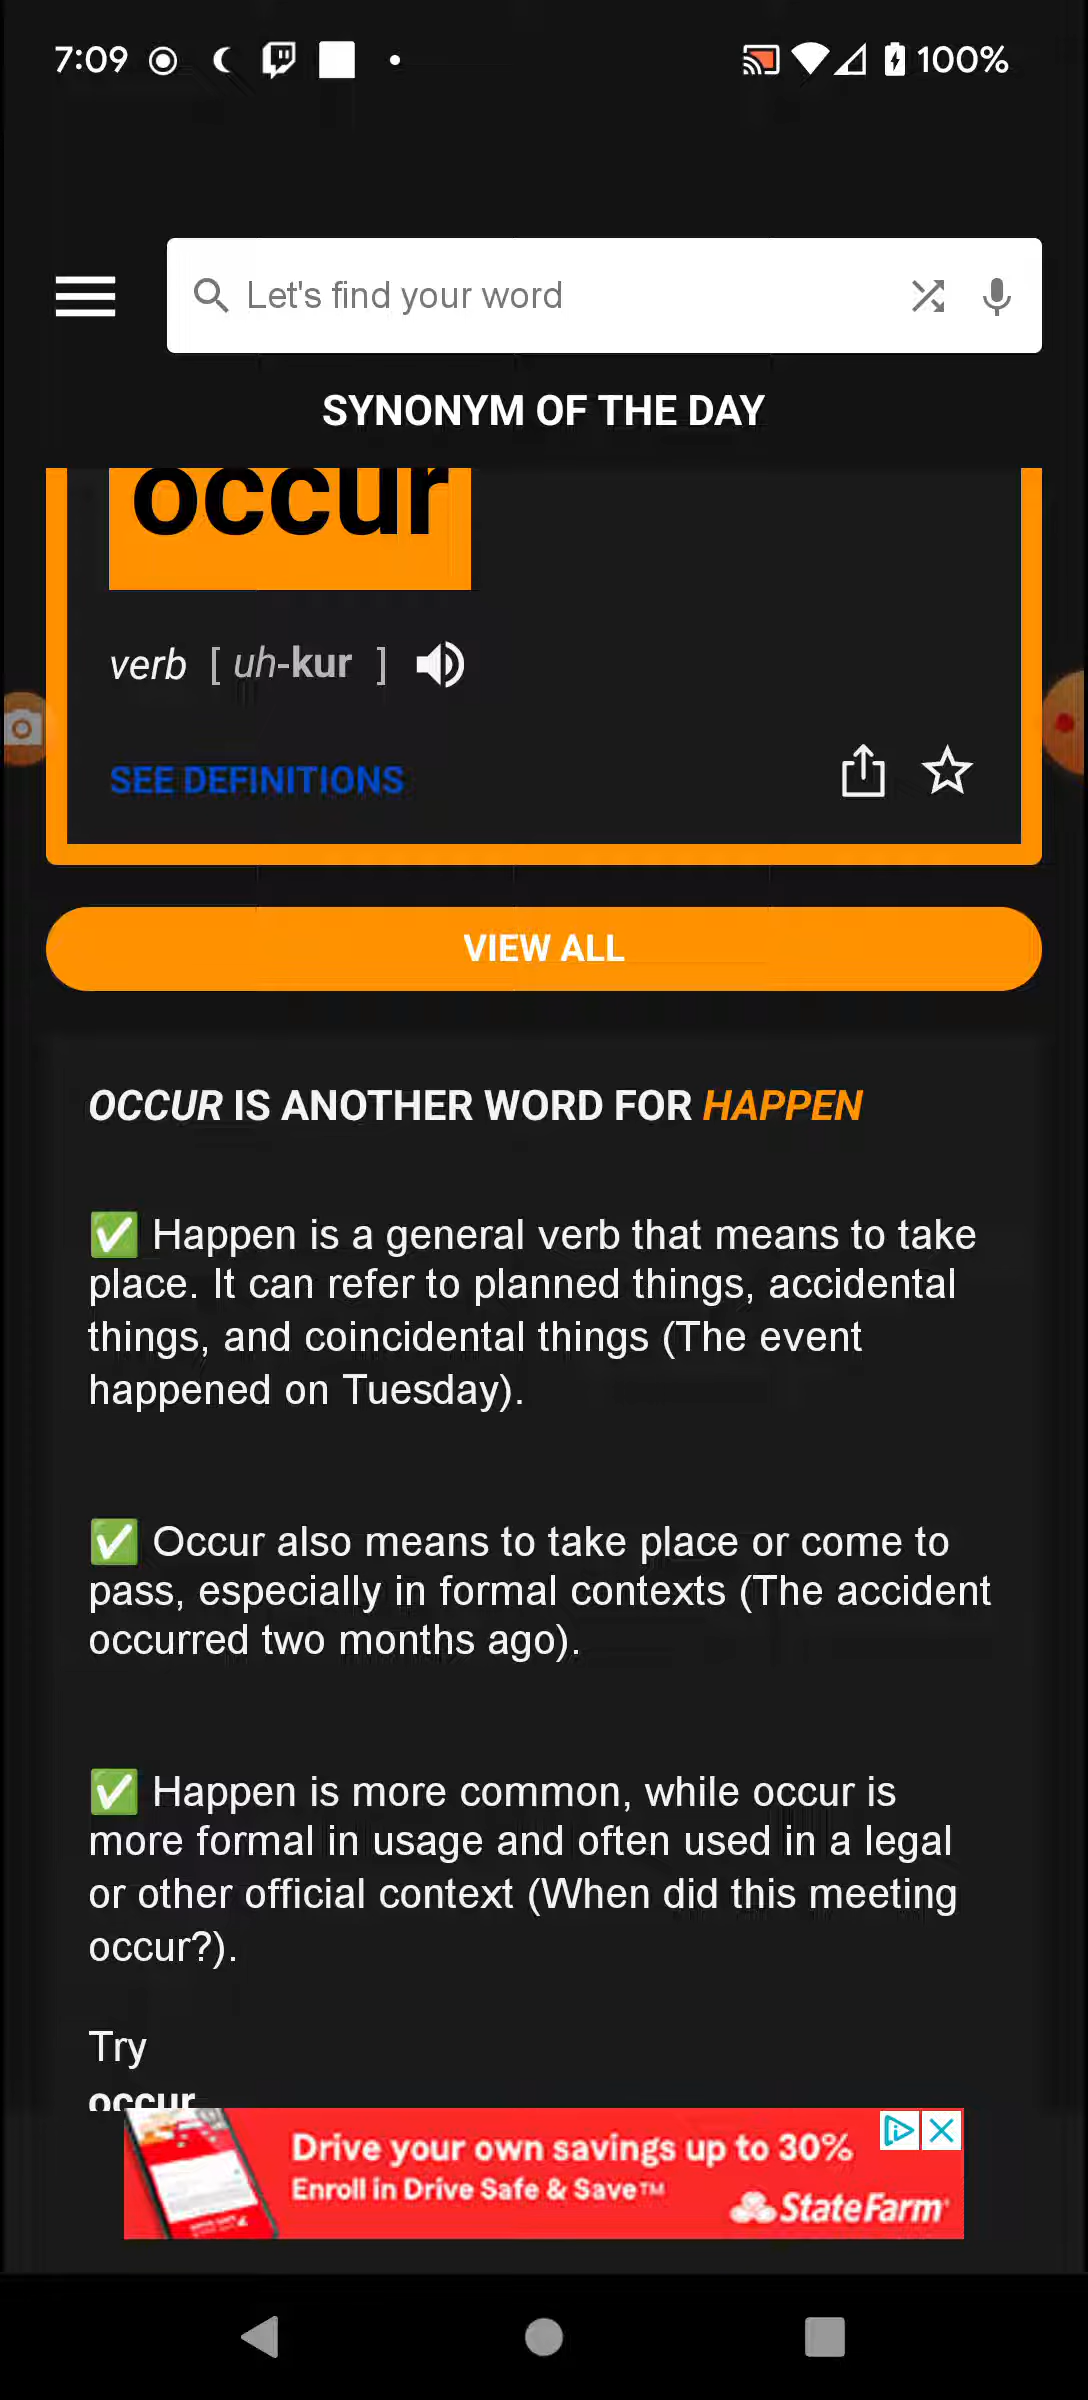 7:09
100%
Let's find your word
SYNONYM OF THE DAY
occur
verb [ uh-kur ]
SEE DEFINITIONS
VIEW ALL
OCCUR IS ANOTHER WORD FOR HAPPEN
✅ Happen is a general verb that means to take
place. It can refer to planned things, accidental
things, and coincidental things (The event
happened on Tuesday).
✅ Occur also means to take place or come to
pass, especially in formal contexts (The accident
occurred two months ago).
✅ Happen is more common, while occur is
more formal in usage and often used in a legal
or other official context (When did this meeting
occur?).
Try
occur
Drive your own savings up to 30%
Enroll in Drive Safe & Save™
StateFarm